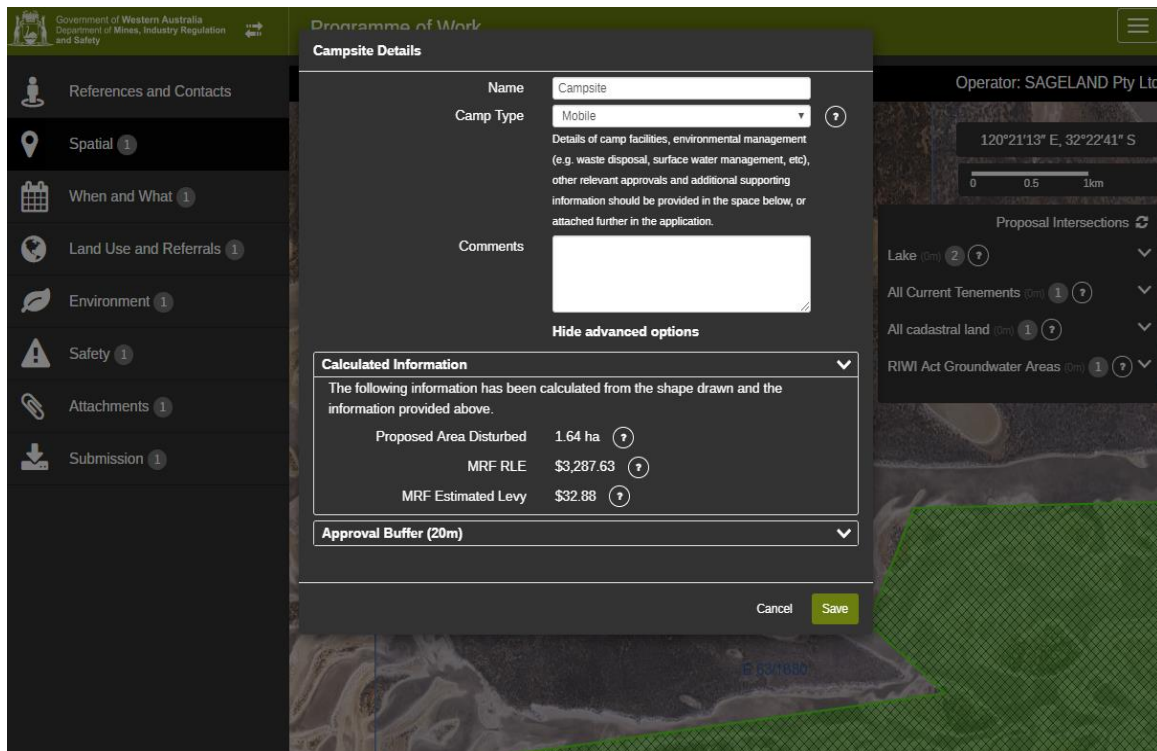 Government of Western Australia
Department of Mines, Industry Regulation
and Safety
Programme of Work
References and Contacts
Spatial 1
When and What 1
Land Use and Referrals 1
Environment 1
Safety 1
Attachments 1
Submission 1
Campsite Details
Name Campsite
Camp Type Mobile ?
Details of camp facilities, environmental management
(e.g. waste disposal, surface water management, etc),
other relevant approvals and additional supporting
information should be provided in the space below, or
attached further in the application.
Comments
Hide advanced options
Calculated Information
The following information has been calculated from the shape drawn and the
information provided above.
Proposed Area Disturbed 1.64 ha ?
MRF RLE $3,287.63 ?
MRF Estimated Levy $32.88 ?
Approval Buffer (20m)
Cancel Save
Operator: SAGELAND Pty Ltd
120°21'13" E, 32°22'41" S
0 0.5 1km
Proposal Intersections
Lake (0m) 2 ?
All Current Tenements (0m) 1 ?
All cadastral land (0m) 1 ?
RIWI Act Groundwater Areas (0m) 1 ?